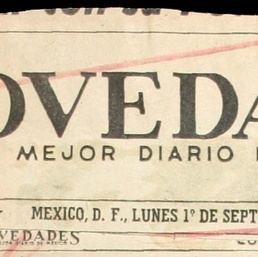 OVEDA
MEJOR DIARIO
MEXICO, D. F., LUNES 1º DE SEPT
VEDADES